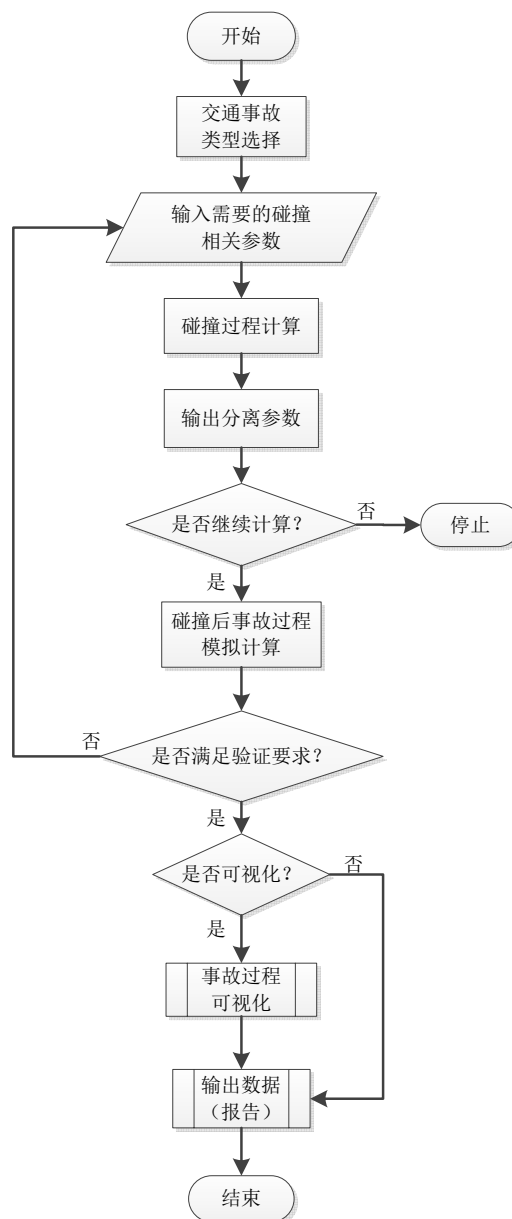 开始
交通事故
类型选择
输入需要的碰撞
相关参数
碰撞过程计算
输出分离参数
是否继续计算？
否
停止
是
碰撞后事故过程
模拟计算
否
是否满足验证要求？
是
是否可视化？
否
是
事故过程
可视化
输出数据
（报告）
结束